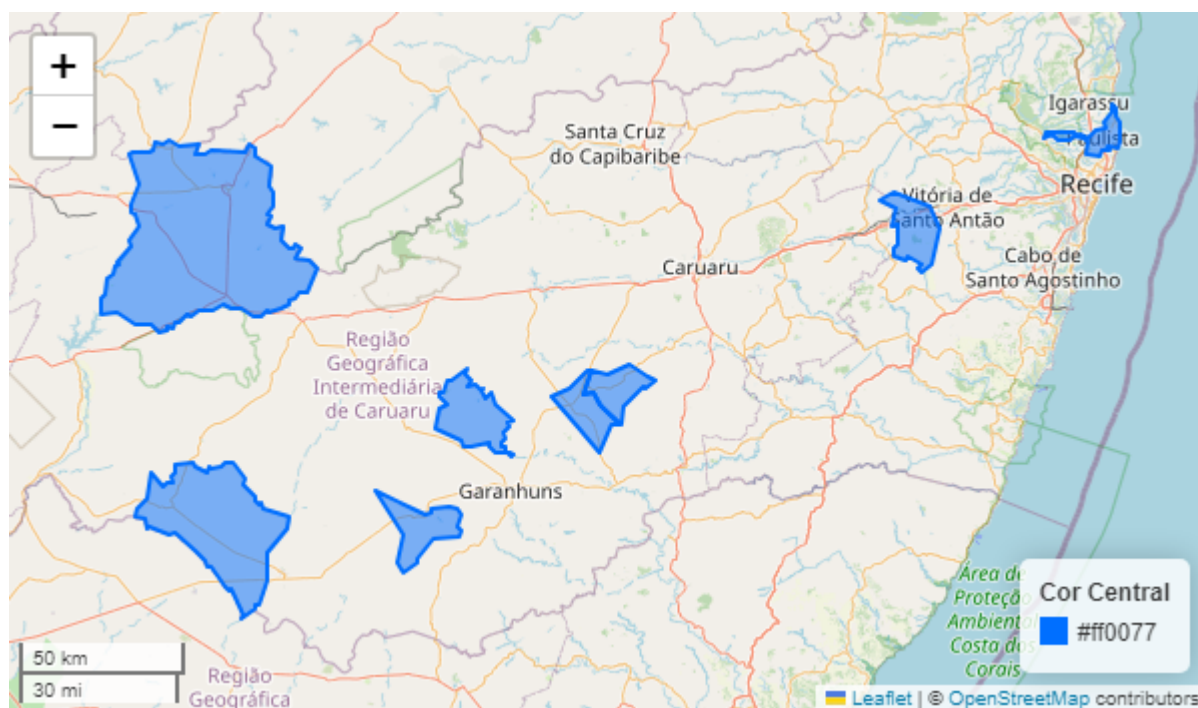 +
−
Igarassu
Paulista
Recife
Santa Cruz
do Capibaribe
Vitória de
Santo Antão
Caruaru
Cabo de
Santo Agostinho
Região
Geográfica
Intermediária
de Caruaru
Garanhuns
Área de
Proteção
Ambiental
Costa dos
Corais
Cor Central
#ff0077
50 km
30 mi
Região
Geográfica
Leaflet | © OpenStreetMap contributors